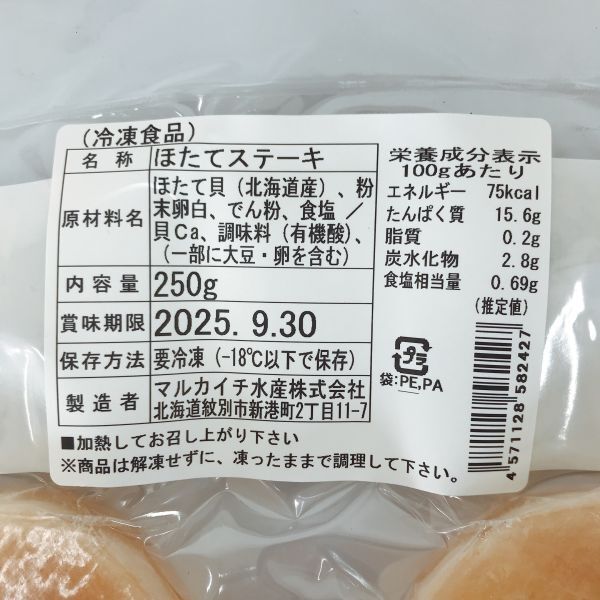 (冷凍食品)
名称 ほたてステーキ
原材料名 ほたて貝(北海道産)、粉
末卵白、でん粉、食塩/
貝Ca、調味料(有機酸)、
(一部に大豆・卵を含む)
内容量 250g
賞味期限 2025. 9.30
保存方法 要冷凍(-18℃以下で保存)
製造者 マルカイチ水産株式会社
北海道紋別市新港町2丁目11-7
■加熱してお召し上がり下さい
※商品は解凍せずに、凍ったままで調理して下さい。
栄養成分表示
100gあたり
エネルギー 75kcal
たんぱく質 15.6g
脂質 0.2g
炭水化物 2.8g
食塩相当量 0.69g
(推定値)
プラ
袋:PE,PA
4 571128 582427